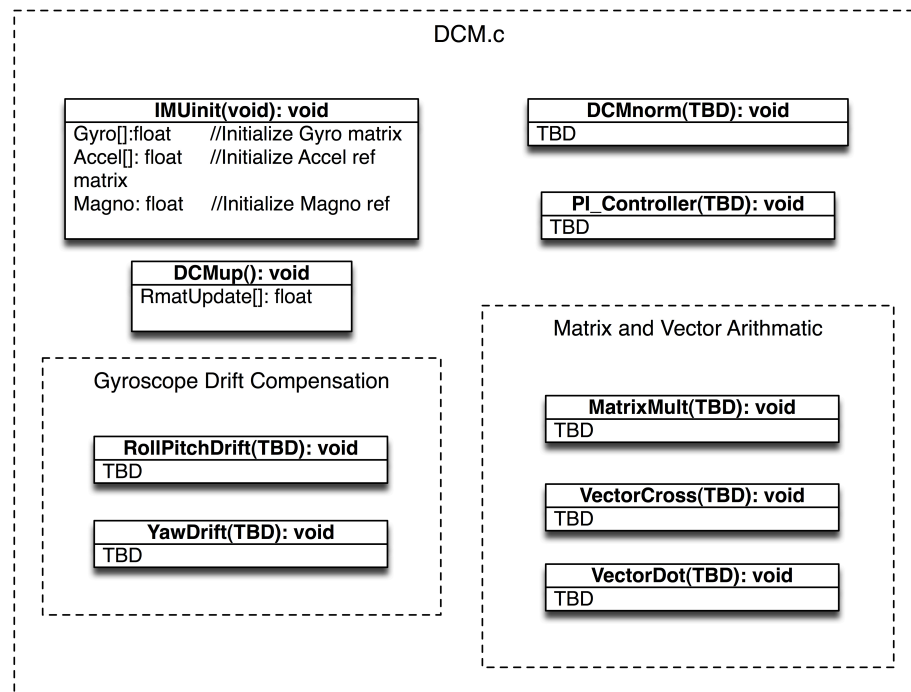 DCM.c
IMUinit(void): void
Gyro[]:float //Initialize Gyro matrix
Accel[]: float //Initialize Accel ref
matrix
Magno: float //Initialize Magno ref
DCMup(): void
RmatUpdate[]: float
Gyroscope Drift Compensation
RollPitchDrift(TBD): void
TBD
YawDrift(TBD): void
TBD
DCMnorm(TBD): void
TBD
PI_Controller(TBD): void
TBD
Matrix and Vector Arithmatic
MatrixMult(TBD): void
TBD
VectorCross(TBD): void
TBD
VectorDot(TBD): void
TBD